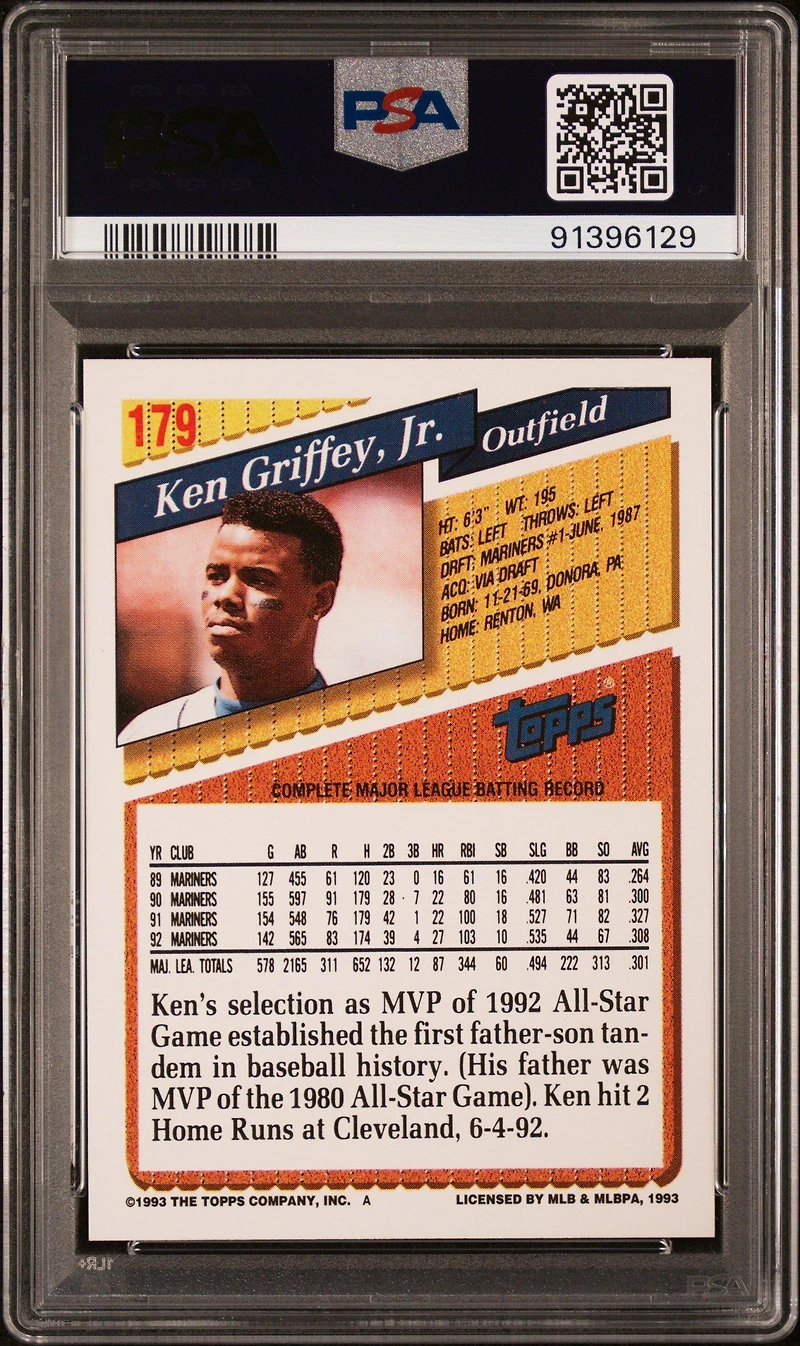 PSA PSA PSA
PSA
PSA PSA PSA
PSA
91396129
179
Ken Griffey, Jr.
Outfield
HT: 6'3" WT: 195
BATS: LEFT THROWS: LEFT
DRFT: MARINERS #1-JUNE, 1987
ACQ: VIA DRAFT
BORN: 11-21-69, DONORA, PA
HOME: RENTON, WA
Topps®
COMPLETE MAJOR LEAGUE BATTING RECORD
YR CLUB G AB R H 2B 3B HR RBI SB SLG BB SO AVG
89 MARINERS 127 455 61 120 23 0 16 61 16 .420 44 83 .264
90 MARINERS 155 597 91 179 28 7 22 80 16 .481 63 81 .300
91 MARINERS 154 548 76 179 42 1 22 100 18 .527 71 82 .327
92 MARINERS 142 565 83 174 39 4 27 103 10 .535 44 67 .308
MAJ. LEA. TOTALS 578 2165 311 652 132 12 87 344 60 .494 222 313 .301
Ken's selection as MVP of 1992 All-Star
Game established the first father-son tan-
dem in baseball history. (His father was
MVP of the 1980 All-Star Game). Ken hit 2
Home Runs at Cleveland, 6-4-92.
©1993 THE TOPPS COMPANY, INC. A
LICENSED BY MLB & MLBPA, 1993
1LR+
PSA